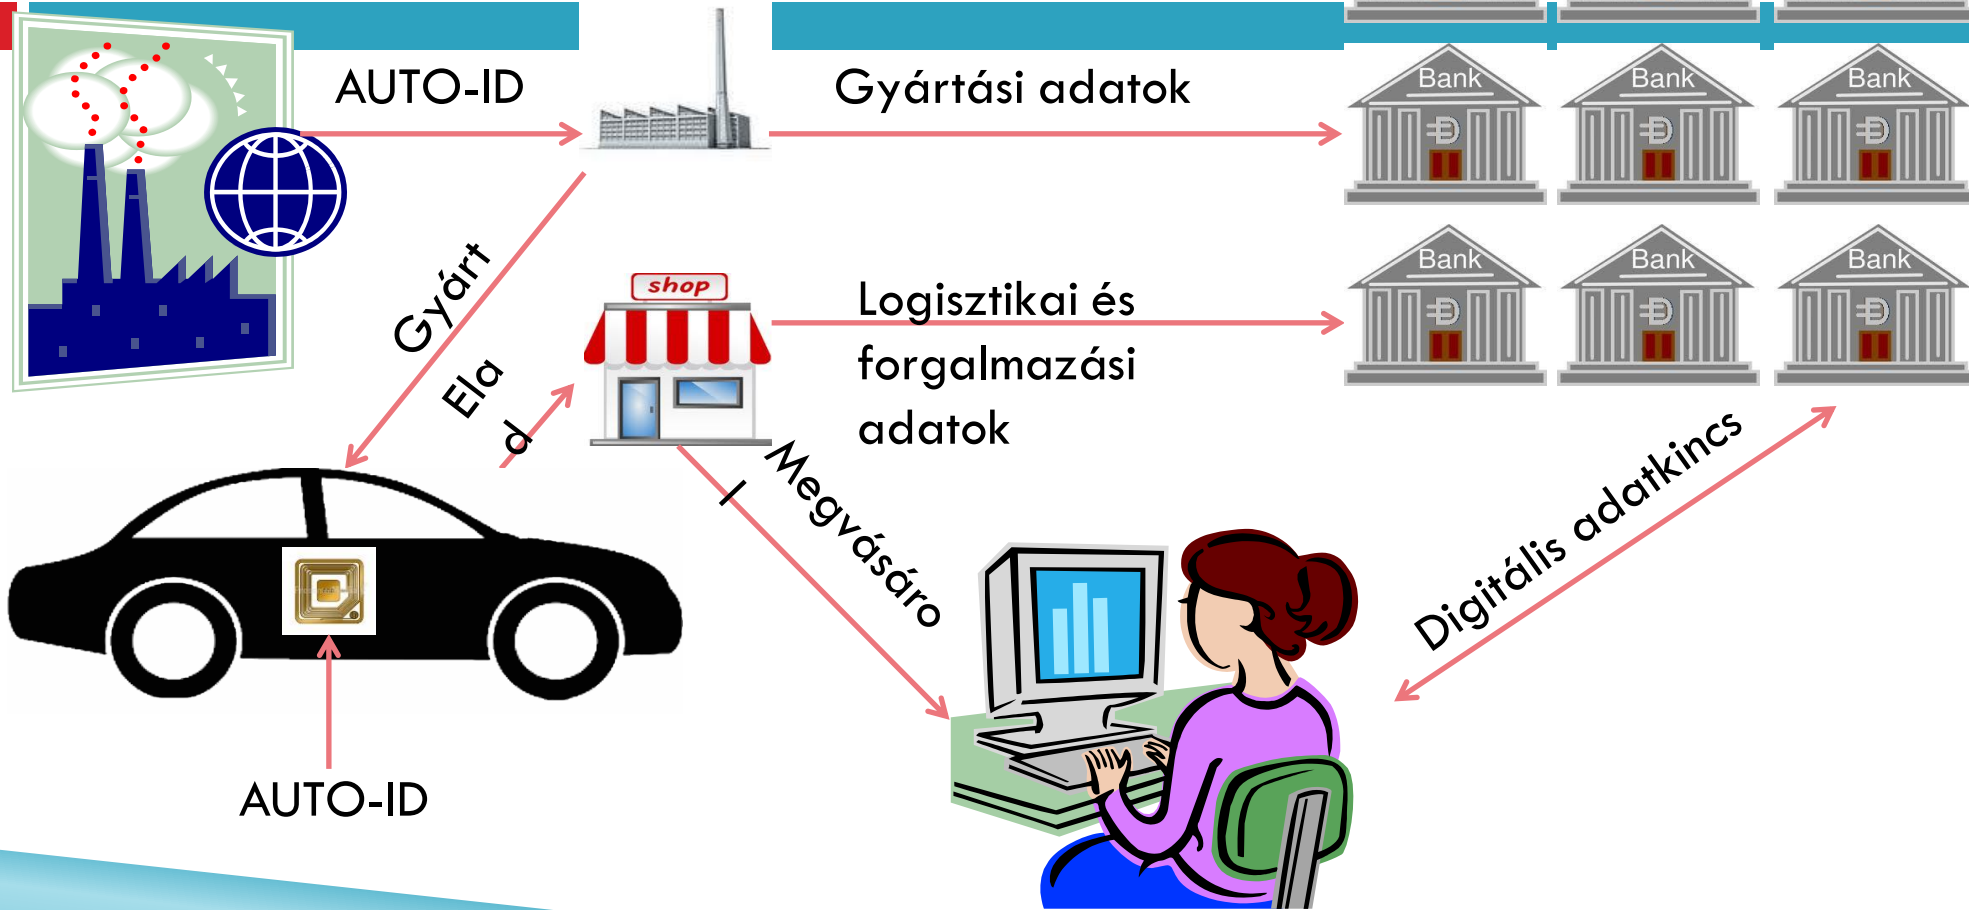 AUTO-ID
Gyártási adatok
Bank
Bank
Bank
Gyárt
shop
Logisztikai és
forgalmazási
adatok
Bank
Bank
Bank
Ela
d
Megvásáro
l
Digitális adatkincs
AUTO-ID